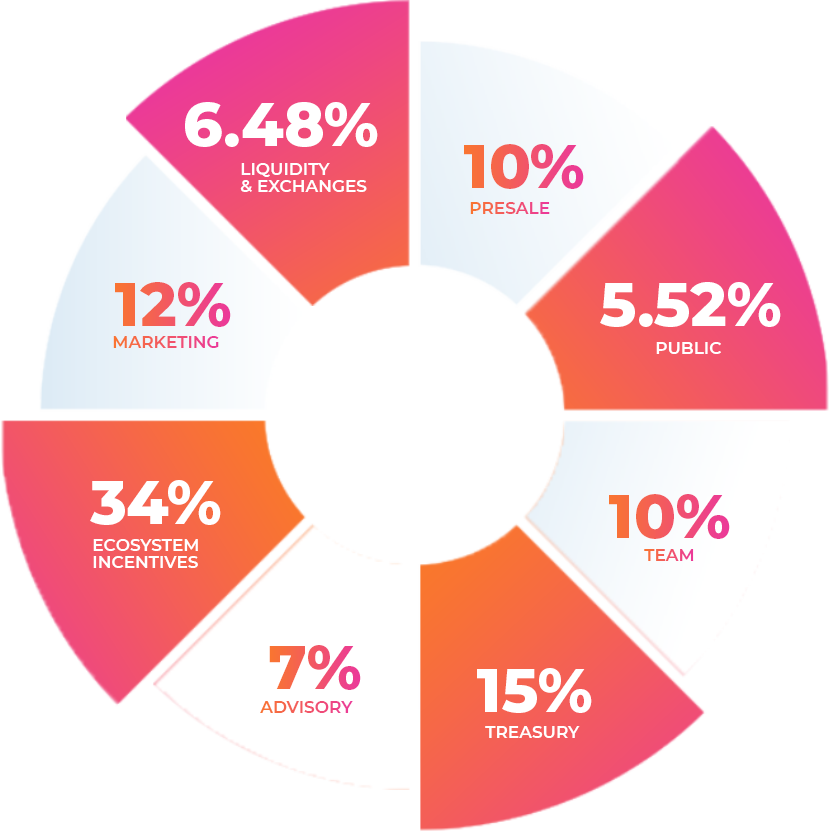 6.48%
LIQUIDITY
& EXCHANGES
10%
PRESALE
5.52%
PUBLIC
10%
TEAM
15%
TREASURY
7%
ADVISORY
34%
ECOSYSTEM
INCENTIVES
12%
MARKETING